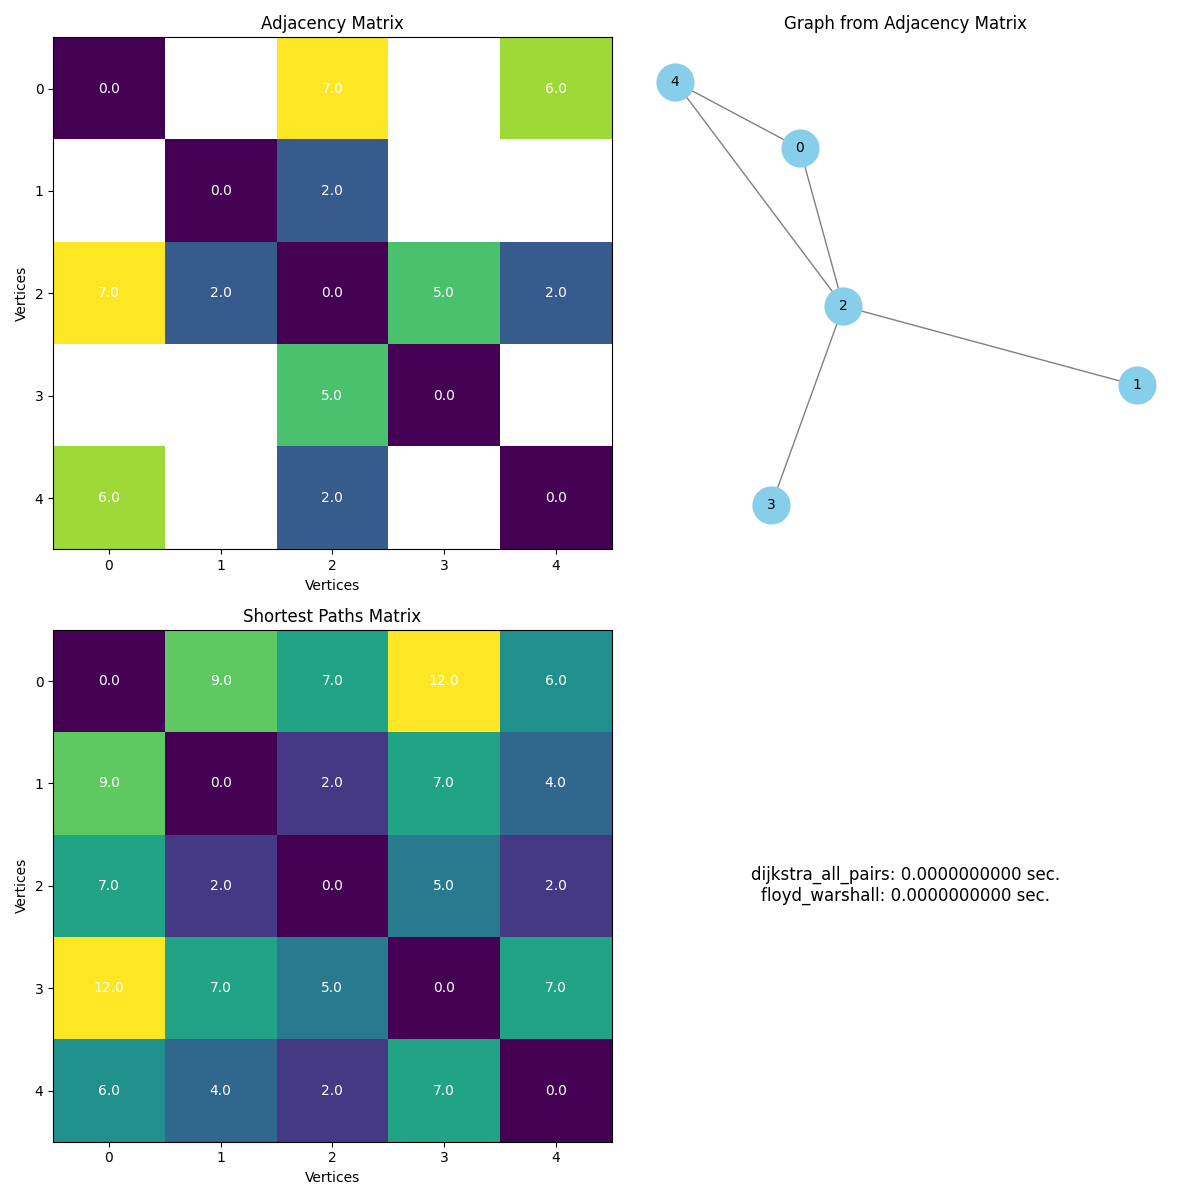 Adjacency Matrix
Vertices
0 0.0 7.0 6.0
1 0.0 2.0
2 7.0 2.0 0.0 5.0 2.0
3 5.0 0.0
4 6.0 2.0 0.0
0 1 2 3 4
Vertices
Graph from Adjacency Matrix
4
0
2
1
3
Shortest Paths Matrix
Vertices
0 0.0 9.0 7.0 12.0 6.0
1 9.0 0.0 2.0 7.0 4.0
2 7.0 2.0 0.0 5.0 2.0
3 12.0 7.0 5.0 0.0 7.0
4 6.0 4.0 2.0 7.0 0.0
0 1 2 3 4
Vertices
dijkstra_all_pairs: 0.0000000000 sec.
floyd_warshall: 0.0000000000 sec.